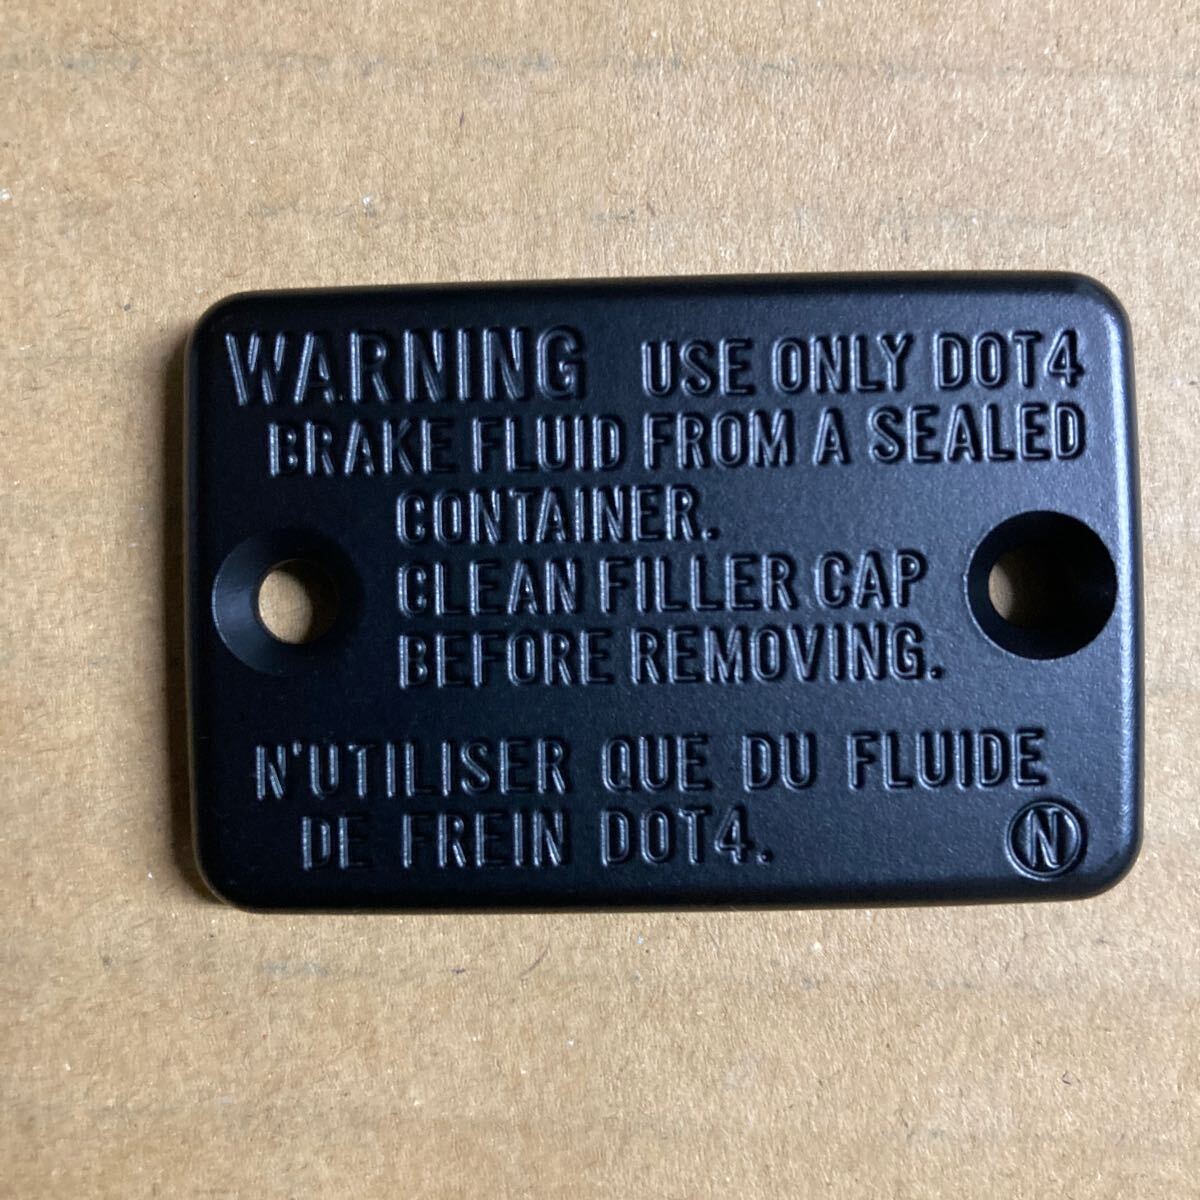 WARNING USE ONLY DOT4
BRAKE FLUID FROM A SEALED
CONTAINER.
CLEAN FILLER CAP
BEFORE REMOVING.
N'UTILISER QUE DU FLUIDE
DE FREIN DOT4.
N